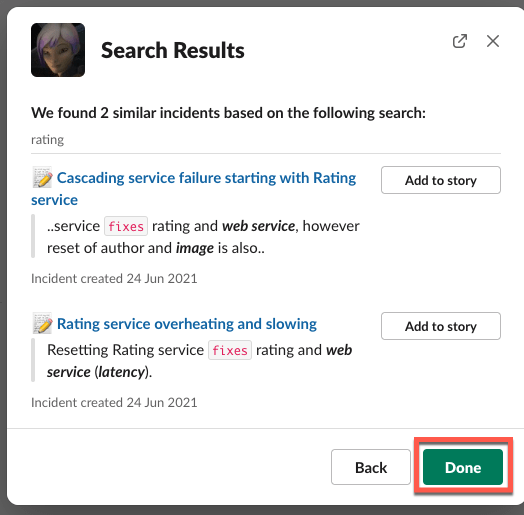 Search Results
We found 2 similar incidents based on the following search:
rating
Cascading service failure starting with Rating
service
Add to story
..service fixes rating and web service, however
reset of author and image is also..
Incident created 24 Jun 2021
Rating service overheating and slowing
Add to story
Resetting Rating service fixes rating and web
service (latency).
Incident created 24 Jun 2021
Back
Done